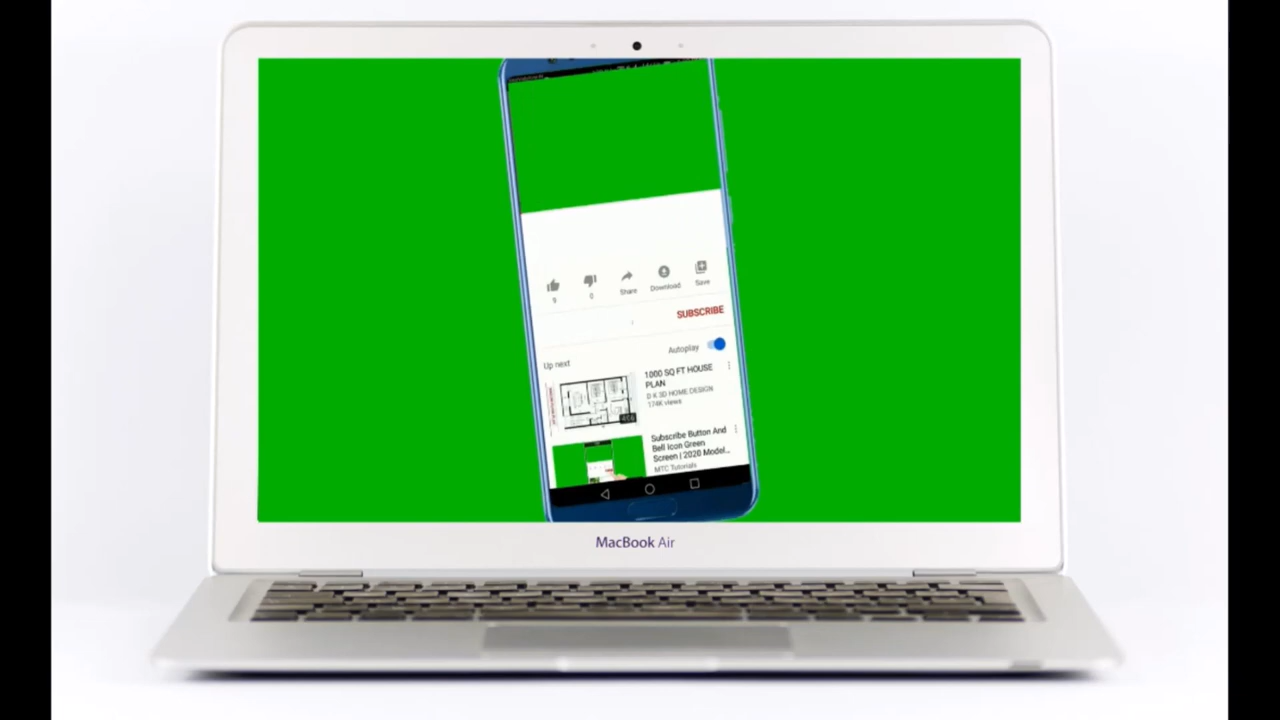 9
0
Share
Download
Save
SUBSCRIBE
Autoplay
Up next
1000 SQ FT HOUSE
PLAN
D K 3D HOME DESIGN
174K views
Subscribe Button And
Bell Icon Green
Screen | 2020 Model...
MTC Tutorials
MacBook Air